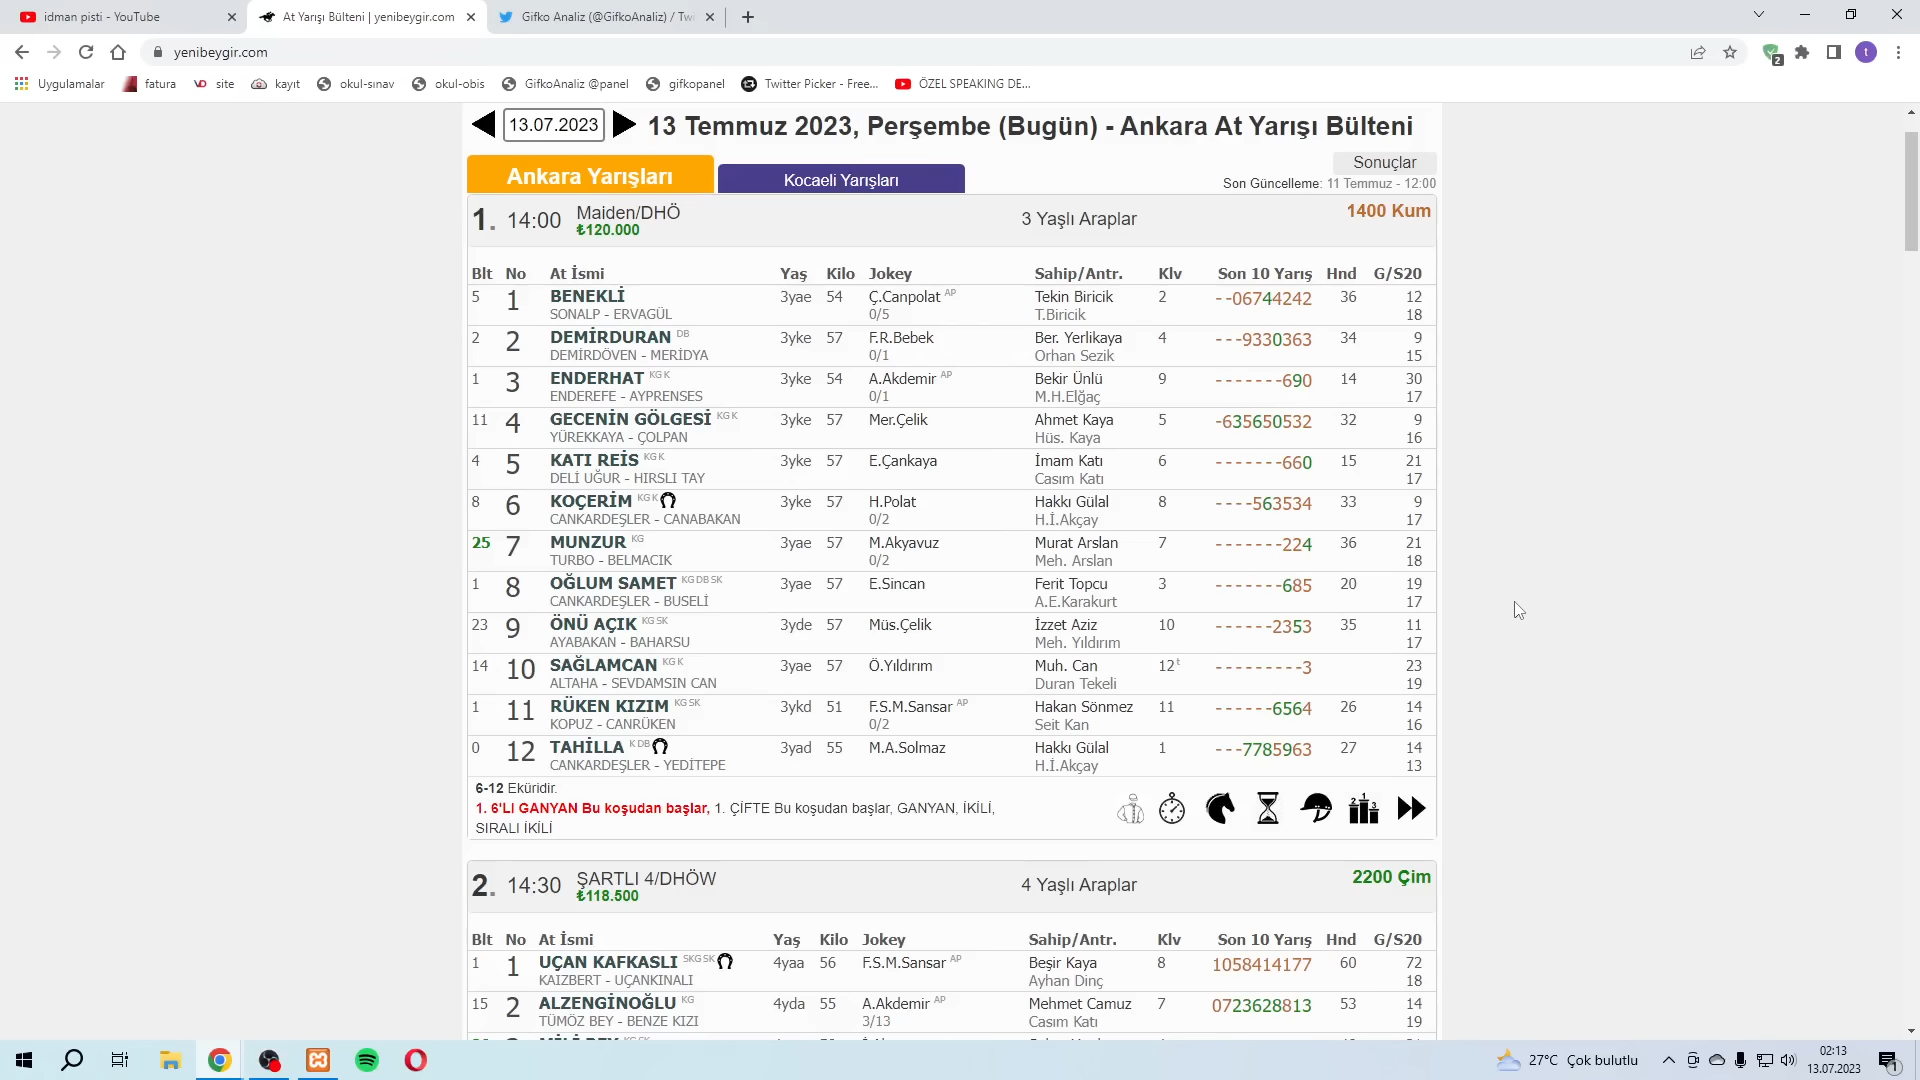 idman pisti - YouTube
At Yarışı Bülteni | yenibeygir.com
Gifko Analiz (@GifkoAnaliz) / Twi
yenibeygir.com
2
t
Uygulamalar
fatura
VD site
kayıt
okul-sınav
okul-obis
GifkoAnaliz @panel
gifkopanel
Twitter Picker - Free...
ÖZEL SPEAKING DE...
13.07.2023
13 Temmuz 2023, Perşembe (Bugün) - Ankara At Yarışı Bülteni
Ankara Yarışları
Kocaeli Yarışları
Sonuçlar
Son Güncelleme: 11 Temmuz - 12:00
1. 14:00 Maiden/DHÖ 3 Yaşlı Araplar 1400 Kum
₺120.000
Blt No At İsmi Yaş Kilo Jokey Sahip/Antr. Klv Son 10 Yarış Hnd G/S20
5 1 BENEKLİ 3yae 54 Ç.Canpolat AP Tekin Biricik 2 --06744242 36 12
SONALP - ERVAGÜL 0/5 T.Biricik 18
2 2 DEMİRDURAN DB 3yke 57 F.R.Bebek Ber. Yerlikaya 4 ---9330363 34 9
DEMİRDÖVEN - MERİDYA 0/1 Orhan Sezik 15
1 3 ENDERHAT KG K 3yke 54 A.Akdemir AP Bekir Ünlü 9 -------690 14 30
ENDEREFE - AYPRENSES 0/1 M.H.Elğaç 17
11 4 GECENİN GÖLGESİ KG K 3yke 57 Mer.Çelik Ahmet Kaya 5 -635650532 32 9
YÜREKKAYA - ÇOLPAN Hüs. Kaya 16
4 5 KATI REİS KG K 3yke 57 E.Çankaya İmam Katı 6 -------660 15 21
DELİ UĞUR - HIRSLI TAY Casım Katı 17
8 6 KOÇERİM KG K 3yke 57 H.Polat Hakkı Gülal 8 ----563534 33 9
CANKARDEŞLER - CANABAKAN 0/2 H.İ.Akçay 17
25 7 MUNZUR KG 3yae 57 M.Akyavuz Murat Arslan 7 -------224 36 21
TURBO - BELMACIK 0/2 Meh. Arslan 18
1 8 OĞLUM SAMET KG DB SK 3yae 57 E.Sincan Ferit Topcu 3 -------685 20 19
CANKARDEŞLER - BUSELİ A.E.Karakurt 17
23 9 ÖNÜ AÇIK KG SK 3yde 57 Müs.Çelik İzzet Aziz 10 ------2353 35 11
AYABAKAN - BAHARSU Meh. Yıldırım 17
14 10 SAĞLAMCAN KG K 3yae 57 Ö.Yıldırım Muh. Can 12 t ---------3 23
ALTAHA - SEVDAMSIN CAN Duran Tekeli 19
1 11 RÜKEN KIZIM KG SK 3ykd 51 F.S.M.Sansar AP Hakan Sönmez 11 ------6564 26 14
KOPUZ - CANRÜKEN 0/2 Seit Kan 16
0 12 TAHİLLA K DB 3yad 55 M.A.Solmaz Hakkı Gülal 1 ---7785963 27 14
CANKARDEŞLER - YEDİTEPE H.İ.Akçay 13
6-12 Eküridir.
1. 6'LI GANYAN Bu koşudan başlar, 1. ÇİFTE Bu koşudan başlar, GANYAN, İKİLİ,
SIRALI İKİLİ
2. 14:30 ŞARTLI 4/DHÖW 4 Yaşlı Araplar 2200 Çim
₺118.500
Blt No At İsmi Yaş Kilo Jokey Sahip/Antr. Klv Son 10 Yarış Hnd G/S20
1 1 UÇAN KAFKASLI SKG SK 4yaa 56 F.S.M.Sansar AP Beşir Kaya 8 1058414177 60 72
KAIZBERT - UÇANKINALI Ayhan Dinç 18
15 2 ALZENGİNOĞLU KG 4yda 55 A.Akdemir AP Mehmet Camuz 7 0723628813 53 14
TÜMÖZ BEY - BENZE KIZI 3/13 Casım Katı 19
27°C Çok bulutlu
02:13
13.07.2023
1